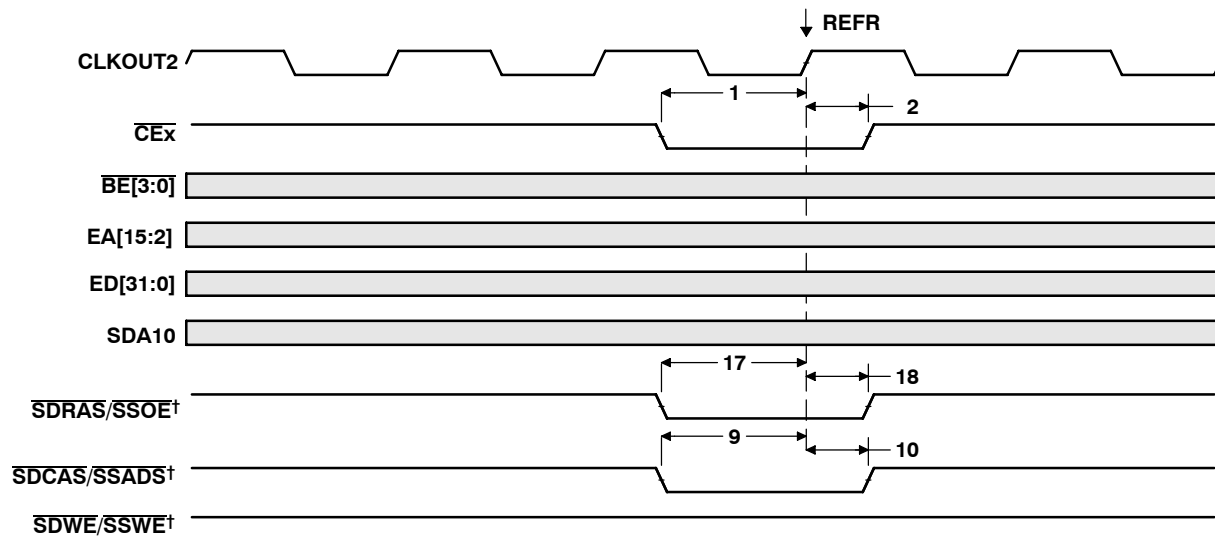 REFR
CLKOUT2
1
2
CEx
BE[3:0]
EA[15:2]
ED[31:0]
SDA10
17
18
SDRAS/SSOE†
9
10
SDCAS/SSADS†
SDWE/SSWE†